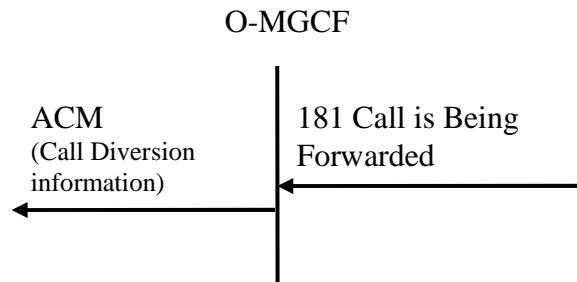 O-MGCF
ACM
(Call Diversion
information)
181 Call is Being
Forwarded